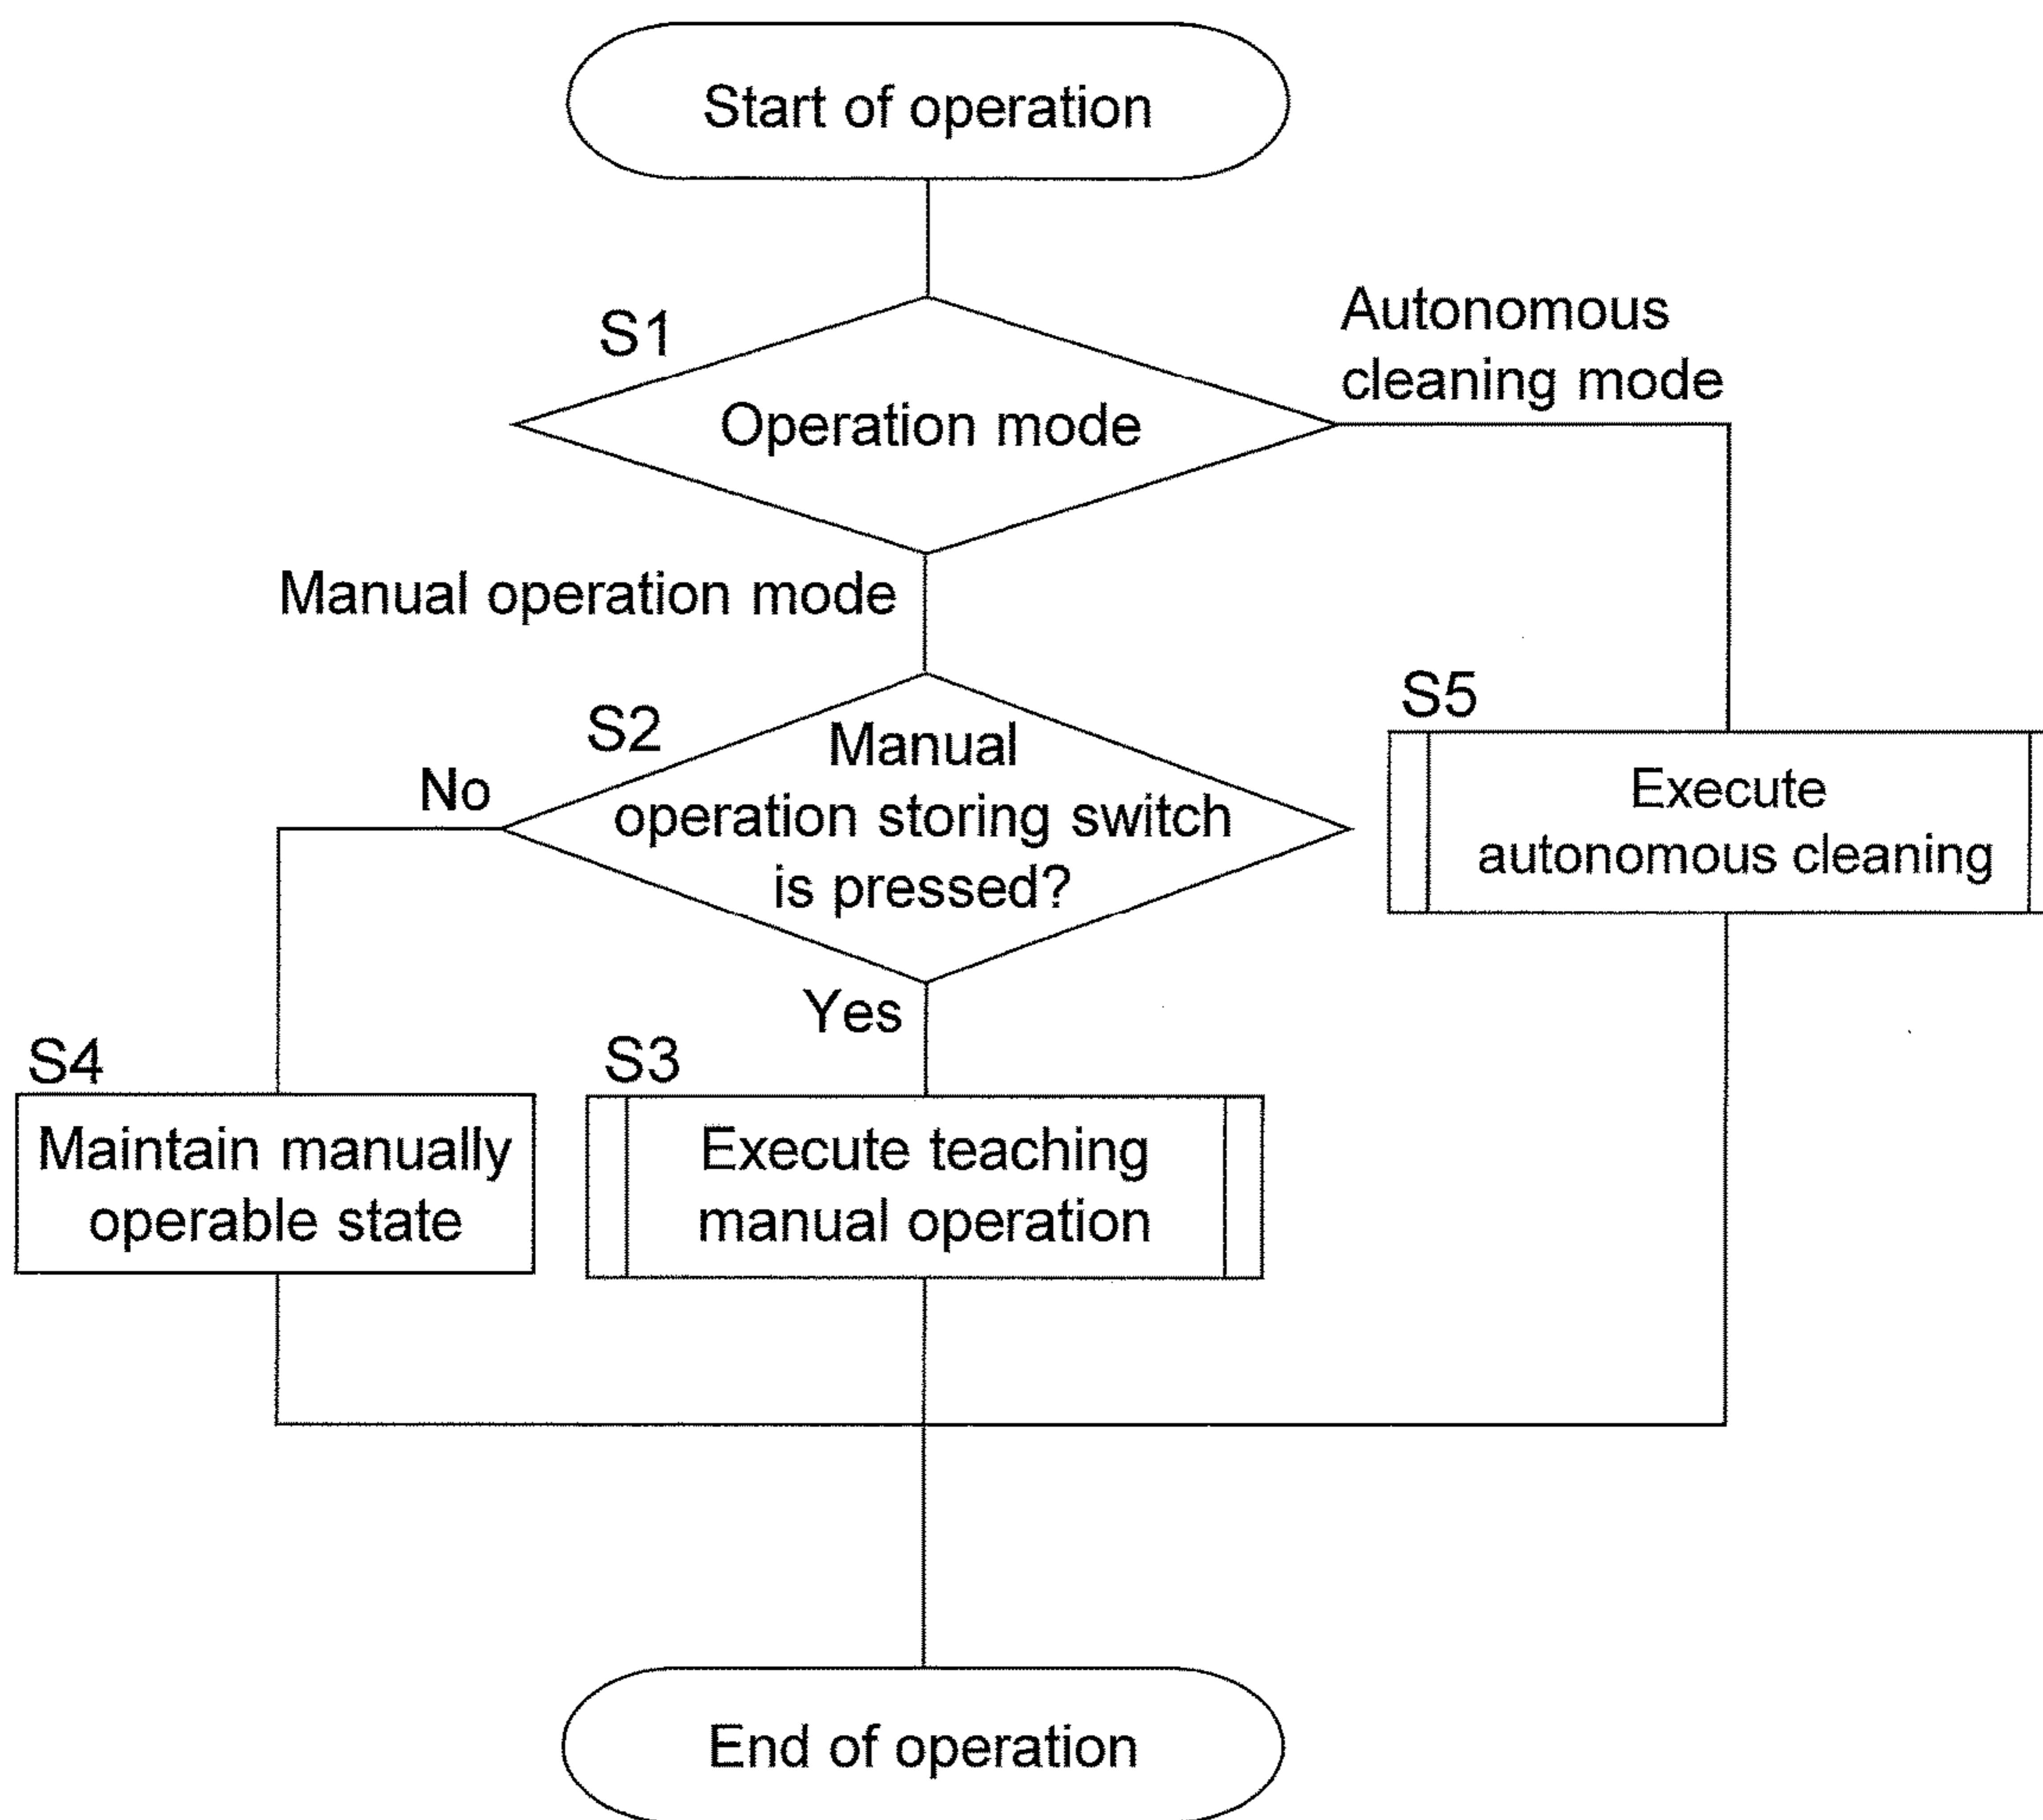 Start of operation
S1
Autonomous
cleaning mode
Operation mode
Manual operation mode
S2
S5
Manual
operation storing switch
is pressed?
No
Execute
autonomous cleaning
Yes
S4
S3
Maintain manually
operable state
Execute teaching
manual operation
End of operation